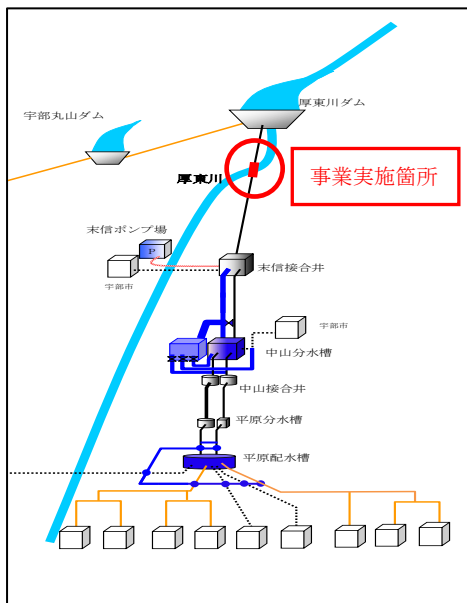 厚東川ダム
宇部丸山ダム
厚東川
事業実施箇所
末信ポンプ場
P
末信接合井
宇部市
宇部市
中山分水槽
中山接合井
平原分水槽
平原配水槽